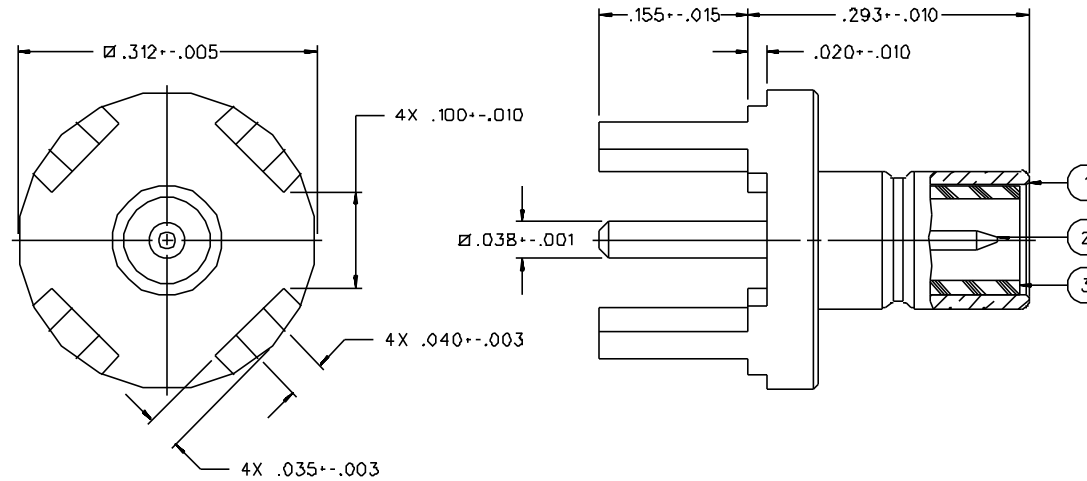 .155+-.015
.293+-.010
Ø .312+-.005
.020+-.010
4X .100+-.010
1
Ø .038+-.001
2
3
4X .040+-.003
4X .035+-.003